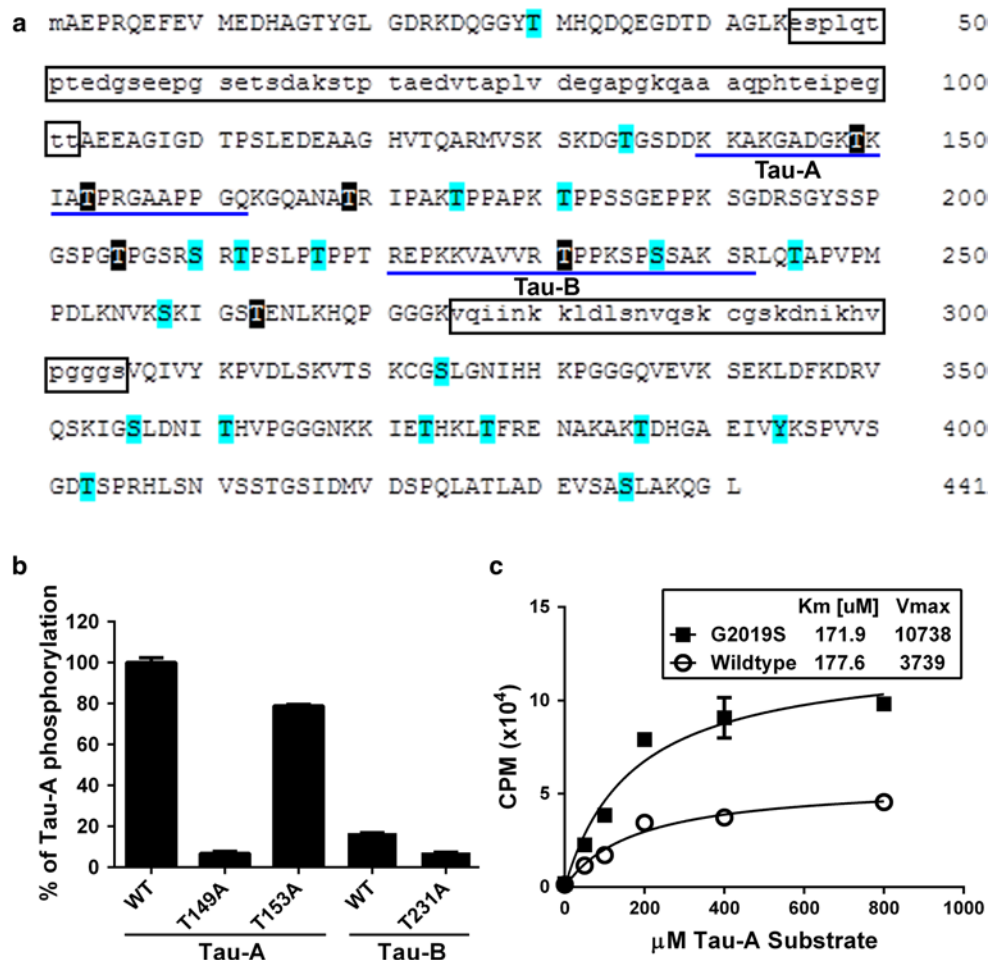 a
mAEPRQEFEV MEDHAGTYGL GDRKDQGGYT MHQDQEGDTD AGLKesplqt 50
ptedgseepg setsdakstp taedvtaplv degapgkqaa aqphteipeg 100
ttAEEAGIGD TPSLEDEAAG HVTQARMVSK SKDGTGSDDK KAKGADGKTK 150
Tau-A
IATPRGAAPP GQKGQANATR IPAKTPPAPK TPPSSGEPPK SGDRSGYSSP 200
GSPGTPGSRS RTPSLPTPPT REPKKVAVVR TPPKSPSSAKS RLQTAPVPM 250
Tau-B
PDLKNVKSKI GSTENLKHQP GGGKvqiink kldlsnvqsk cgskdnikhv 300
pgggsVQIVYK PVDLSKVTS KCGSLGNIHH KPGGGQVEVK SEKLDFKDRV 350
QSKIGSLDNI THVPGGGNKK IETHKLTFRE NAKAKTDHGA EIVYKSPVVS 400
GDTSPRHLSN VSSTGSIDMV DSPQLATLAD EVSASLAKQG L 441
b
% of Tau-A phosphorylation
120
100
80
60
40
20
0
WT T149A T153A WT T231A
Tau-A Tau-B
c
Km [uM] Vmax
G2019S 171.9 10738
Wildtype 177.6 3739
CPM (x10⁴)
15
10
5
0
0 200 400 600 800 1000
μM Tau-A Substrate